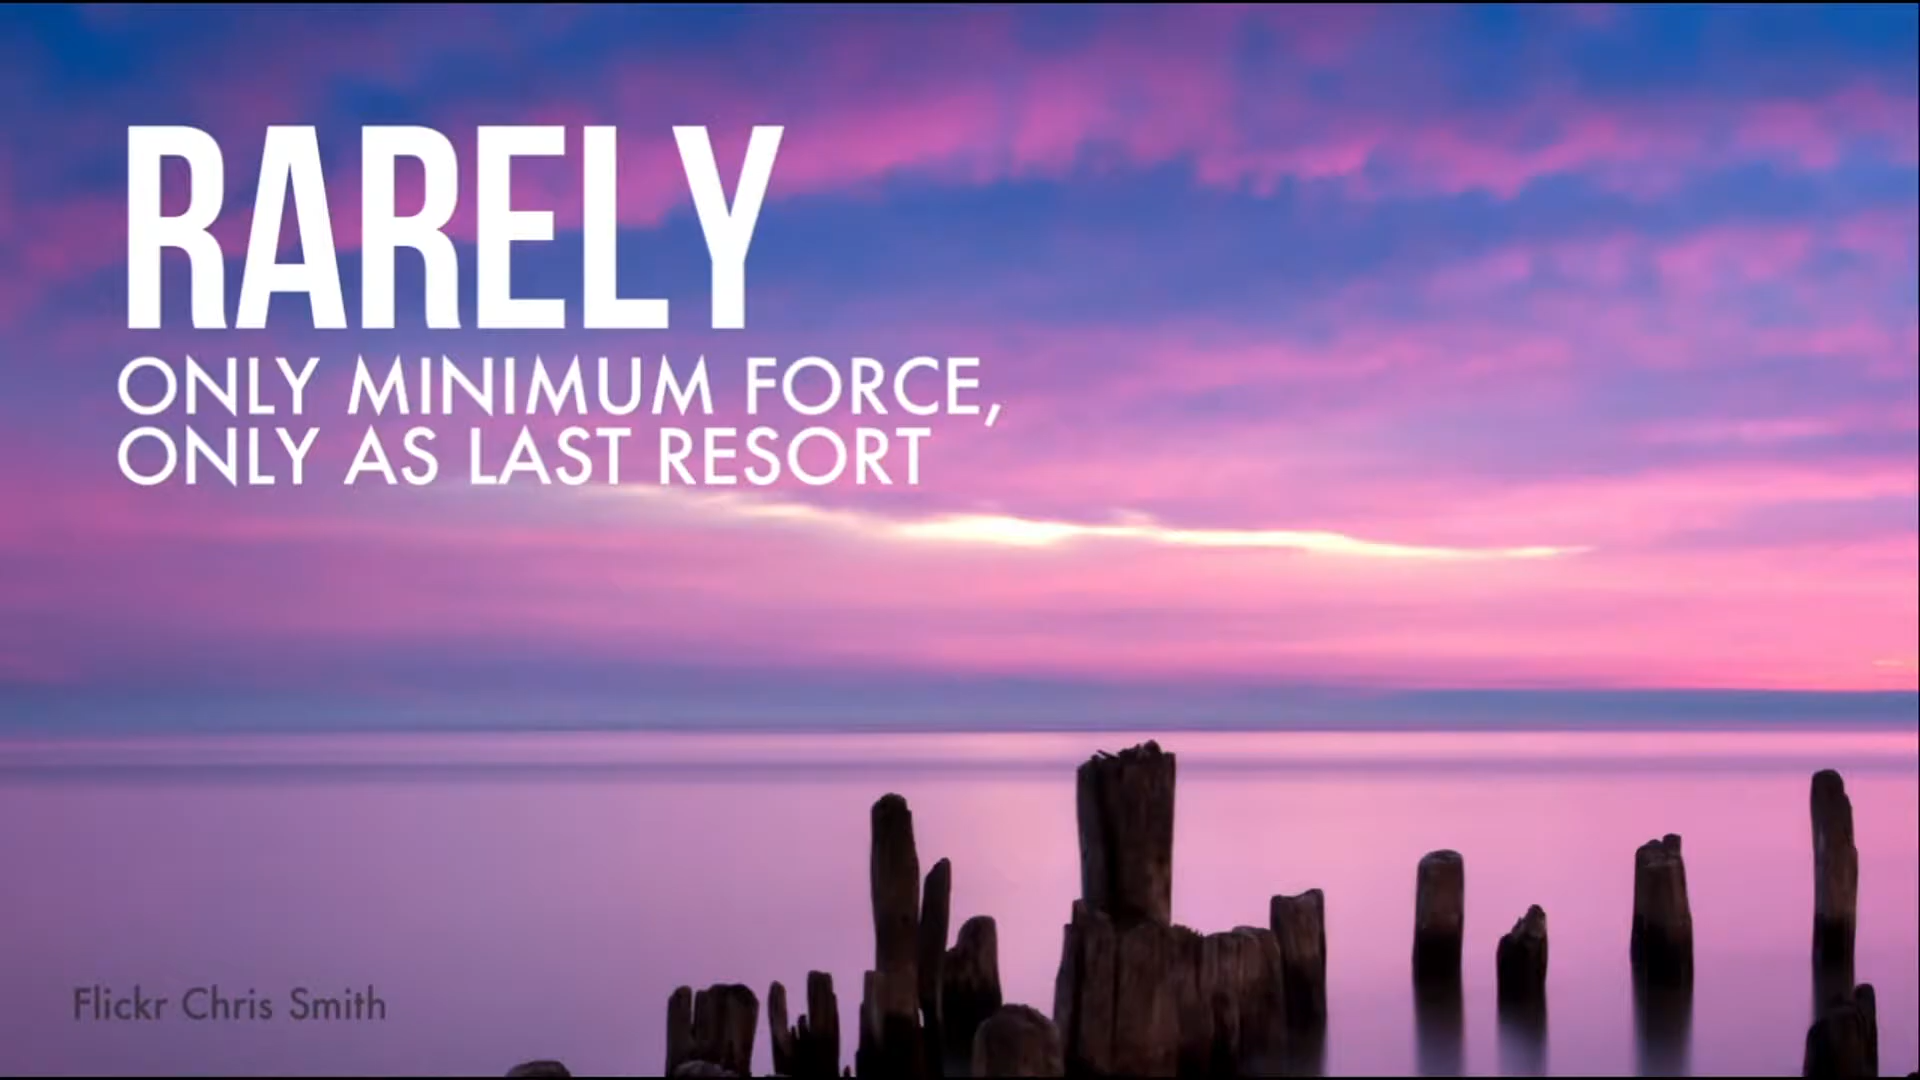 RARELY
ONLY MINIMUM FORCE,
ONLY AS LAST RESORT
Flickr Chris Smith